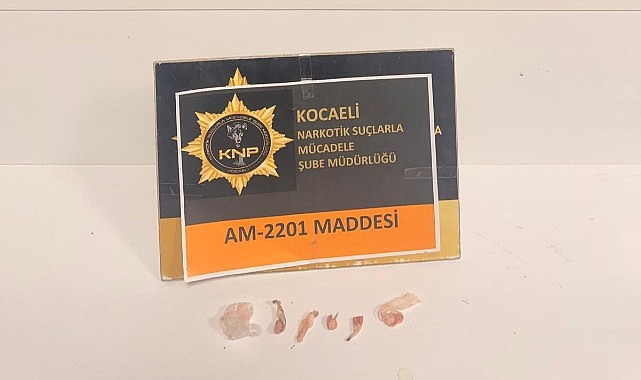 KNP
KOCAELİ
NARKOTİK SUÇLARLA
MÜCADELE
ŞUBE MÜDÜRLÜĞÜ
AM-2201 MADDESİ